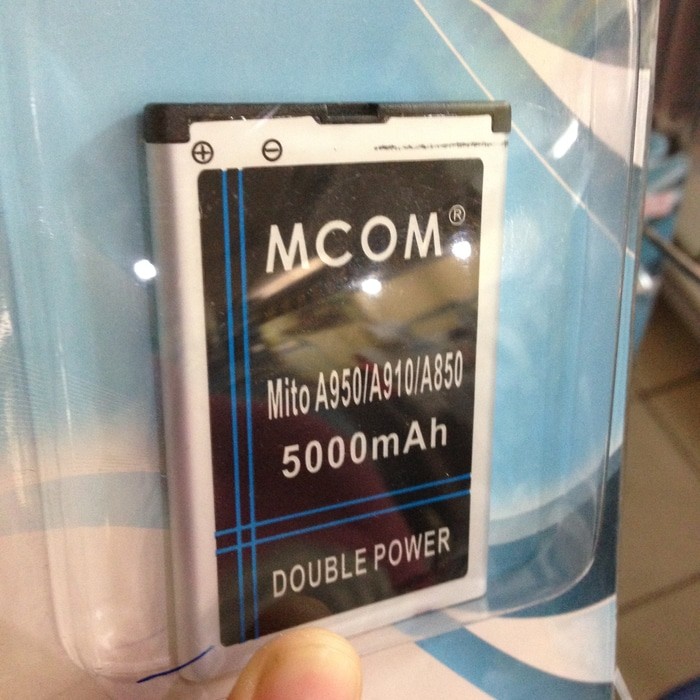 MCOM®
Mito A950/A910/A850
5000mAh
DOUBLE POWER